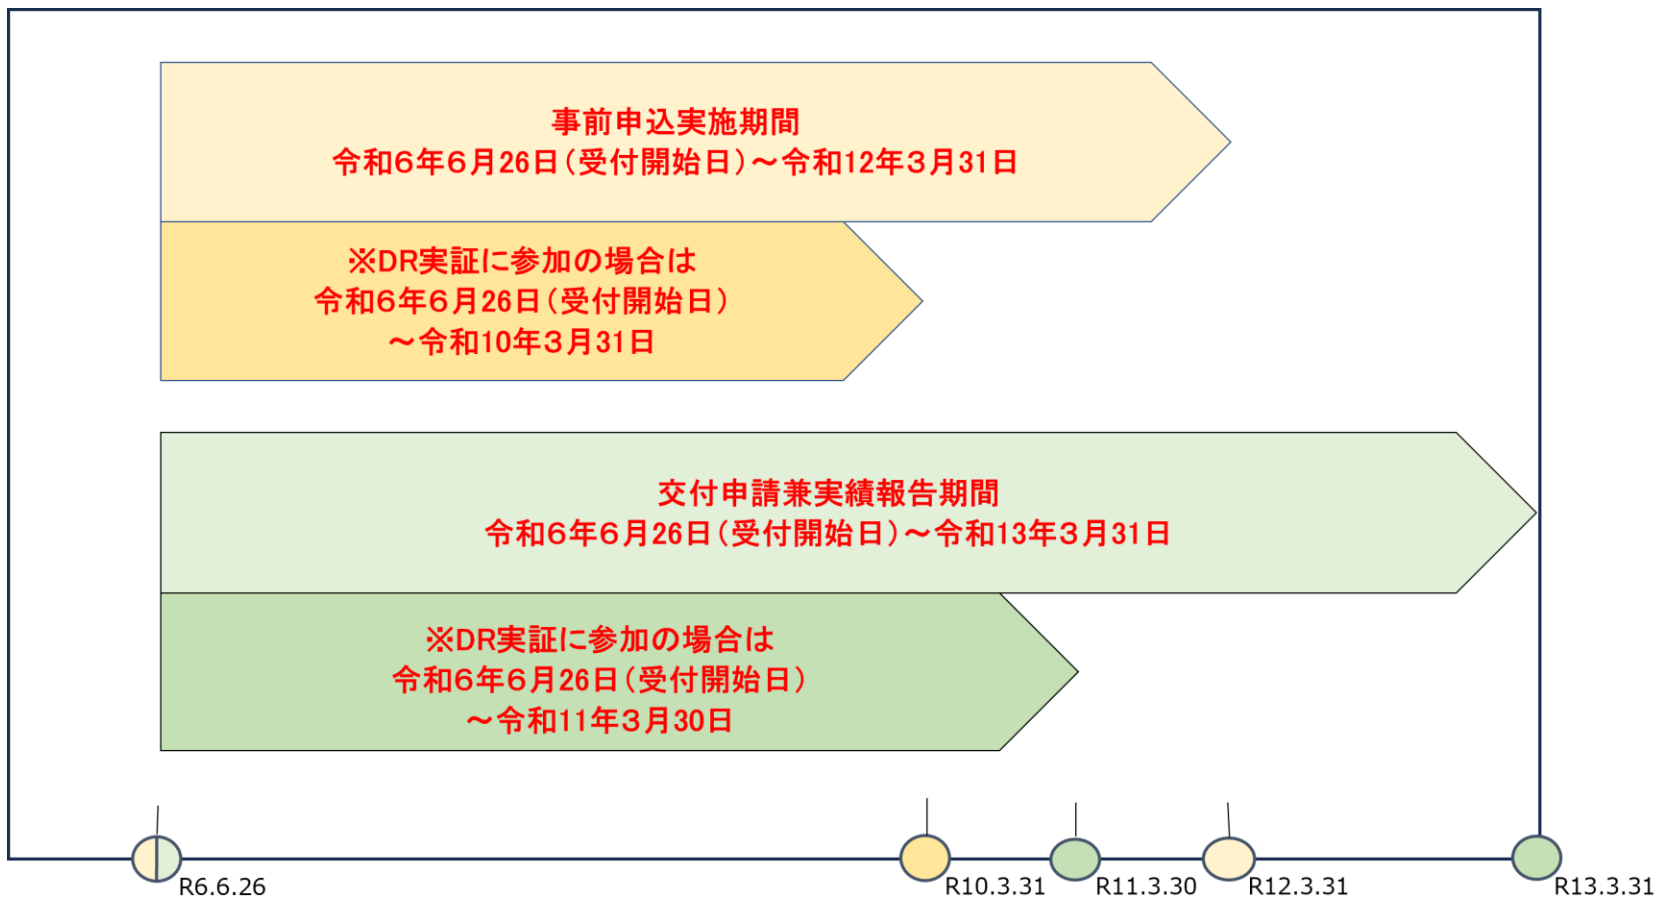 事前申込実施期間
令和６年６月26日（受付開始日）～令和12年３月31日
※DR実証に参加の場合は
令和６年６月26日（受付開始日）
～令和10年３月31日
交付申請兼実績報告期間
令和６年６月26日（受付開始日）～令和13年３月31日
※DR実証に参加の場合は
令和６年６月26日（受付開始日）
～令和11年３月30日
R6.6.26
R10.3.31
R11.3.30
R12.3.31
R13.3.31